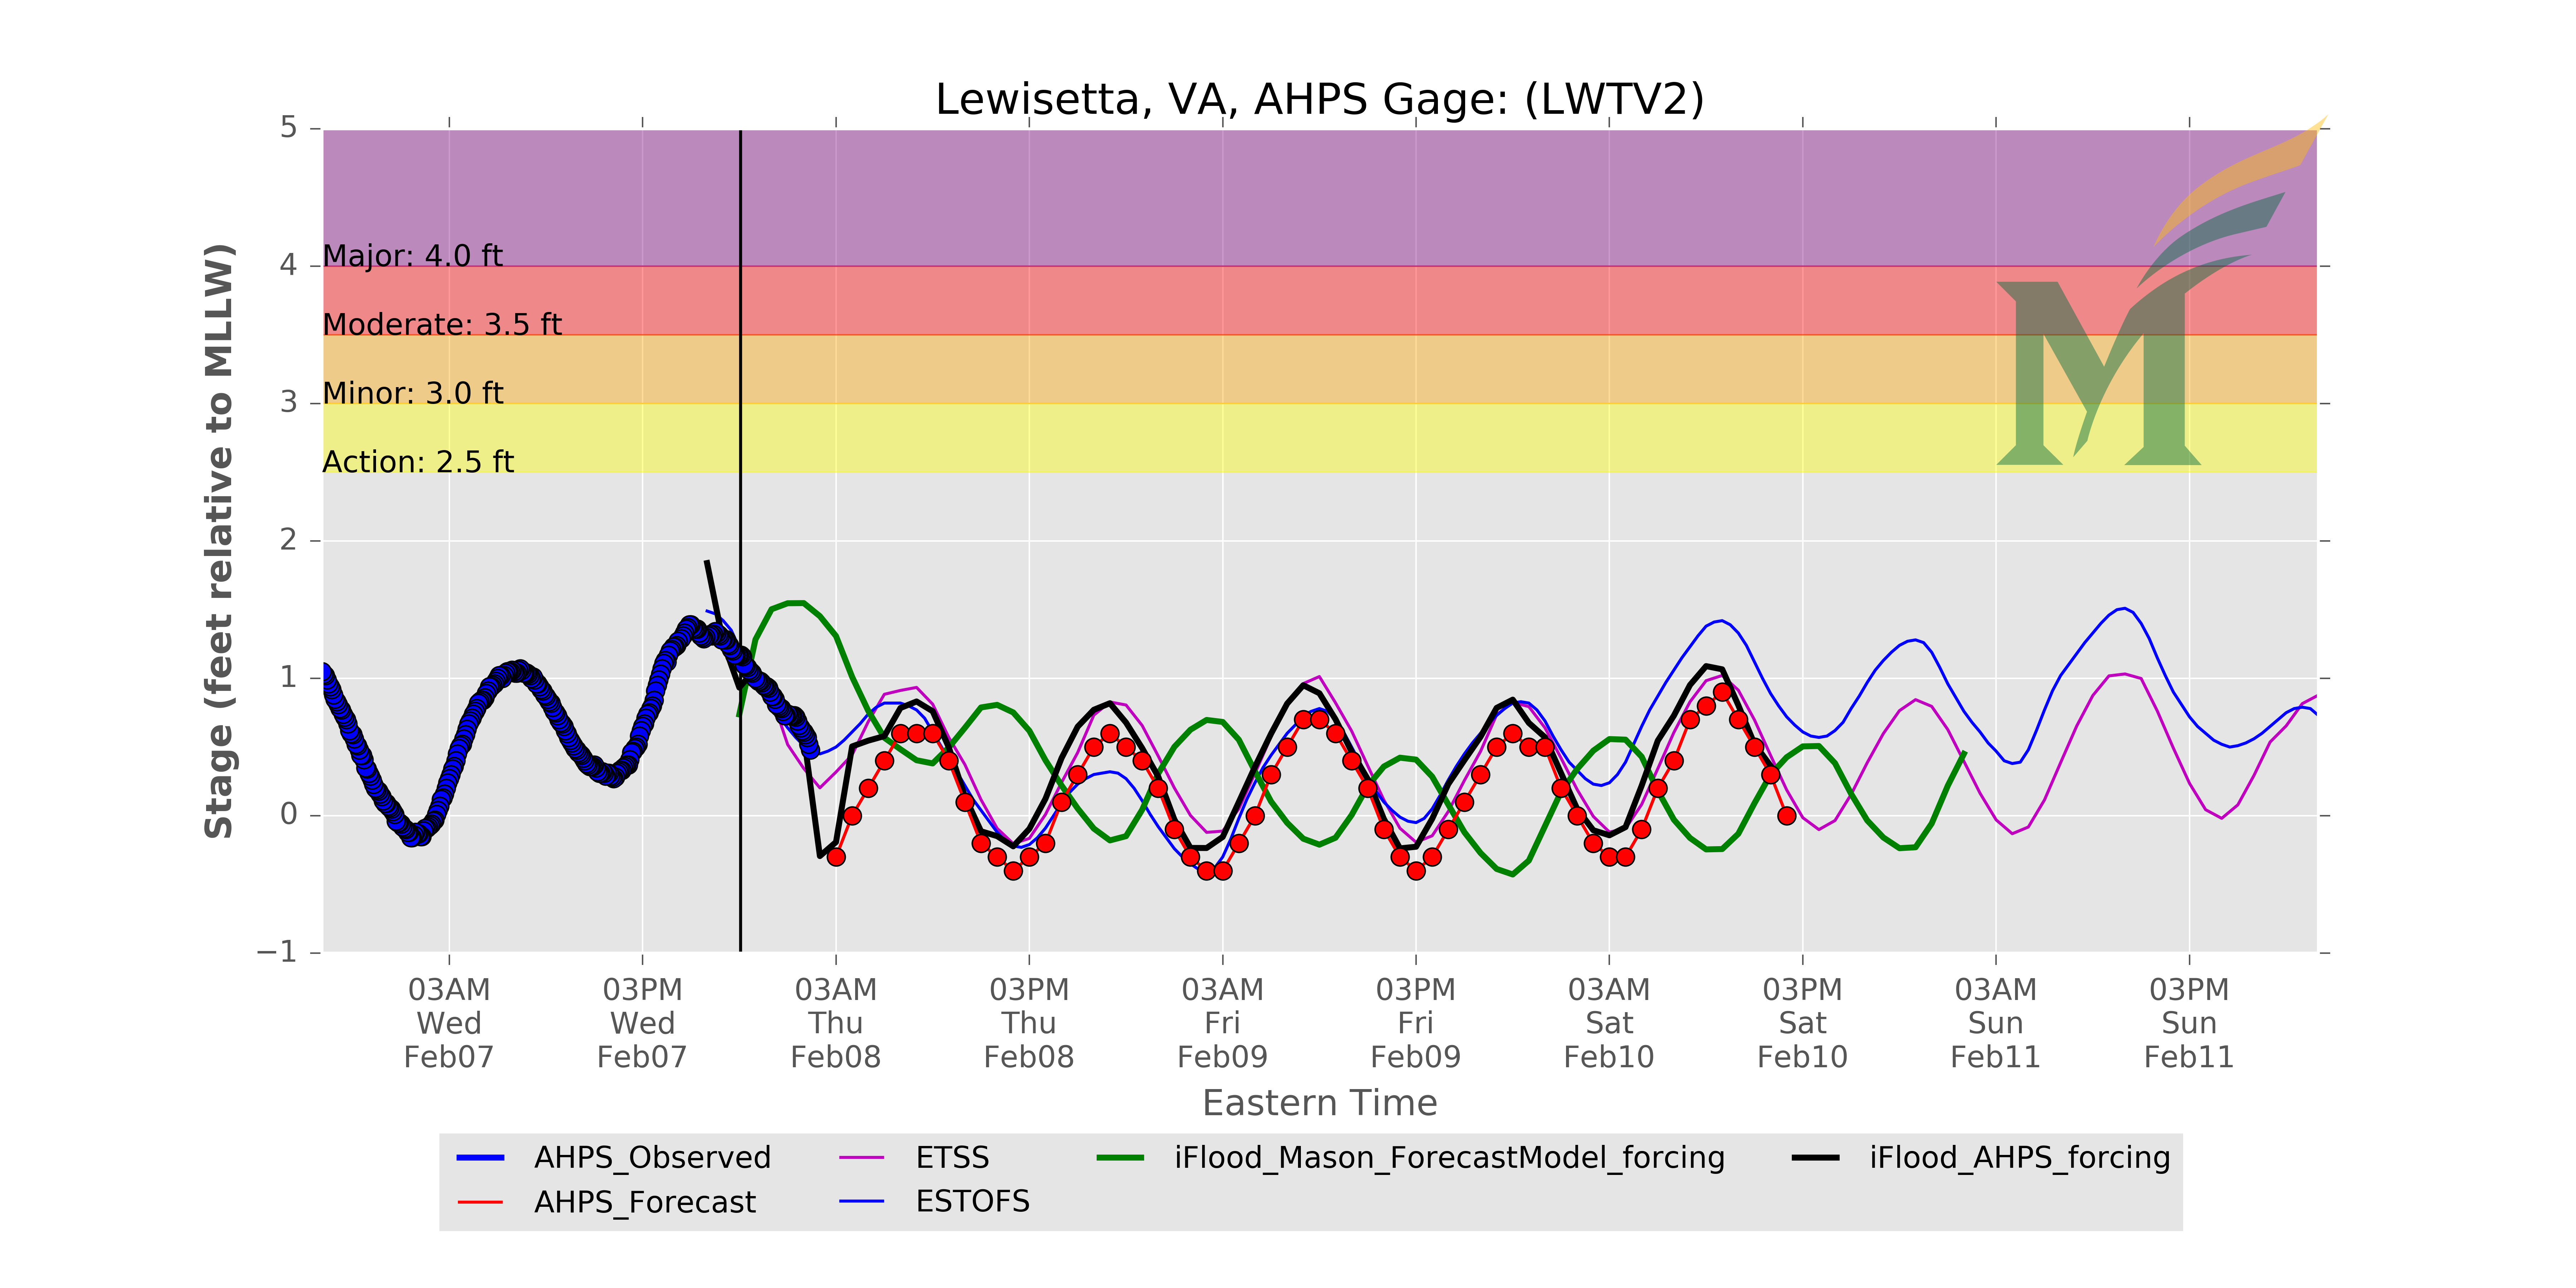 Lewisetta, VA, AHPS Gage: (LWTV2)
Stage (feet relative to MLLW)
5
4
3
2
1
0
−1
Major: 4.0 ft
Moderate: 3.5 ft
Minor: 3.0 ft
Action: 2.5 ft
03AM 03PM 03AM 03PM 03AM 03PM 03AM 03PM 03AM 03PM
Wed Wed Thu Thu Fri Fri Sat Sat Sun Sun
Feb07 Feb07 Feb08 Feb08 Feb09 Feb09 Feb10 Feb10 Feb11 Feb11
Eastern Time
AHPS_Observed ETSS iFlood_Mason_ForecastModel_forcing iFlood_AHPS_forcing
AHPS_Forecast ESTOFS
M